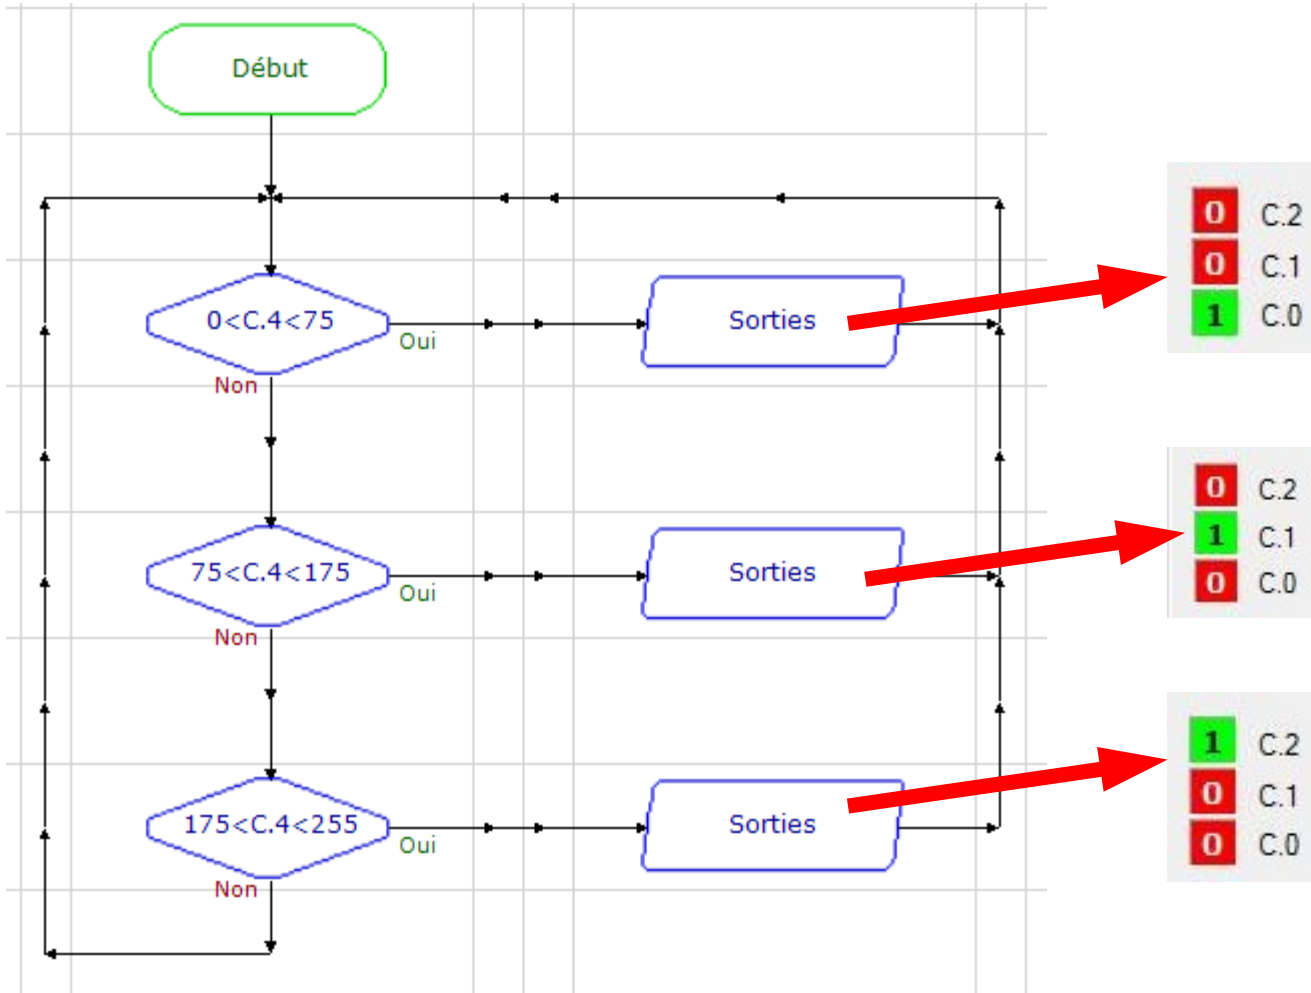 Début
0<C.4<75
Oui
Non
Sorties
0 C.2
0 C.1
1 C.0
75<C.4<175
Oui
Non
Sorties
0 C.2
1 C.1
0 C.0
175<C.4<255
Oui
Non
Sorties
1 C.2
0 C.1
0 C.0